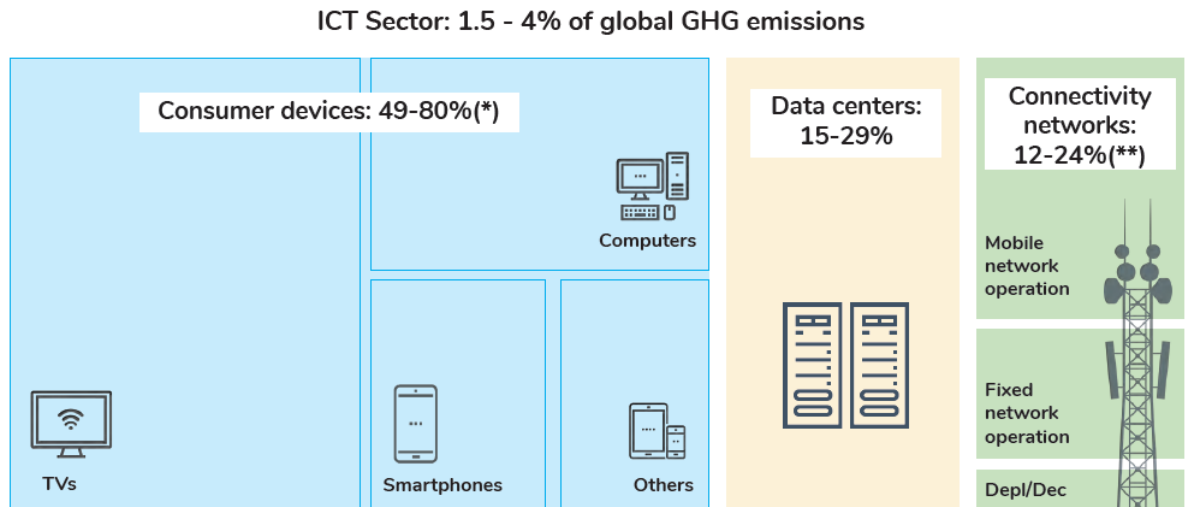 ICT Sector: 1.5 - 4% of global GHG emissions
Consumer devices: 49-80%(*)
Computers
TVs
Smartphones
Others
Data centers:
15-29%
Connectivity
networks:
12-24%(**)
Mobile
network
operation
Fixed
network
operation
Depl/Dec